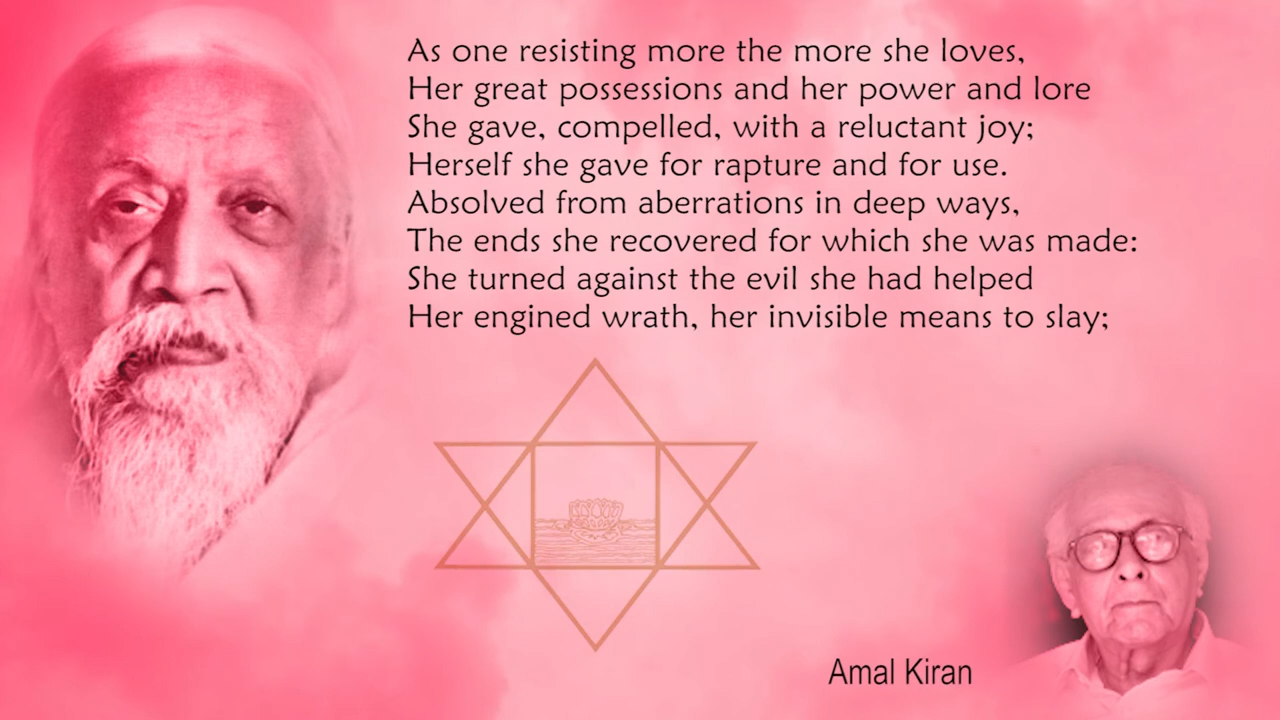 As one resisting more the more she loves,
Her great possessions and her power and lore
She gave, compelled, with a reluctant joy;
Herself she gave for rapture and for use.
Absolved from aberrations in deep ways,
The ends she recovered for which she was made:
She turned against the evil she had helped
Her engined wrath, her invisible means to slay;
Amal Kiran